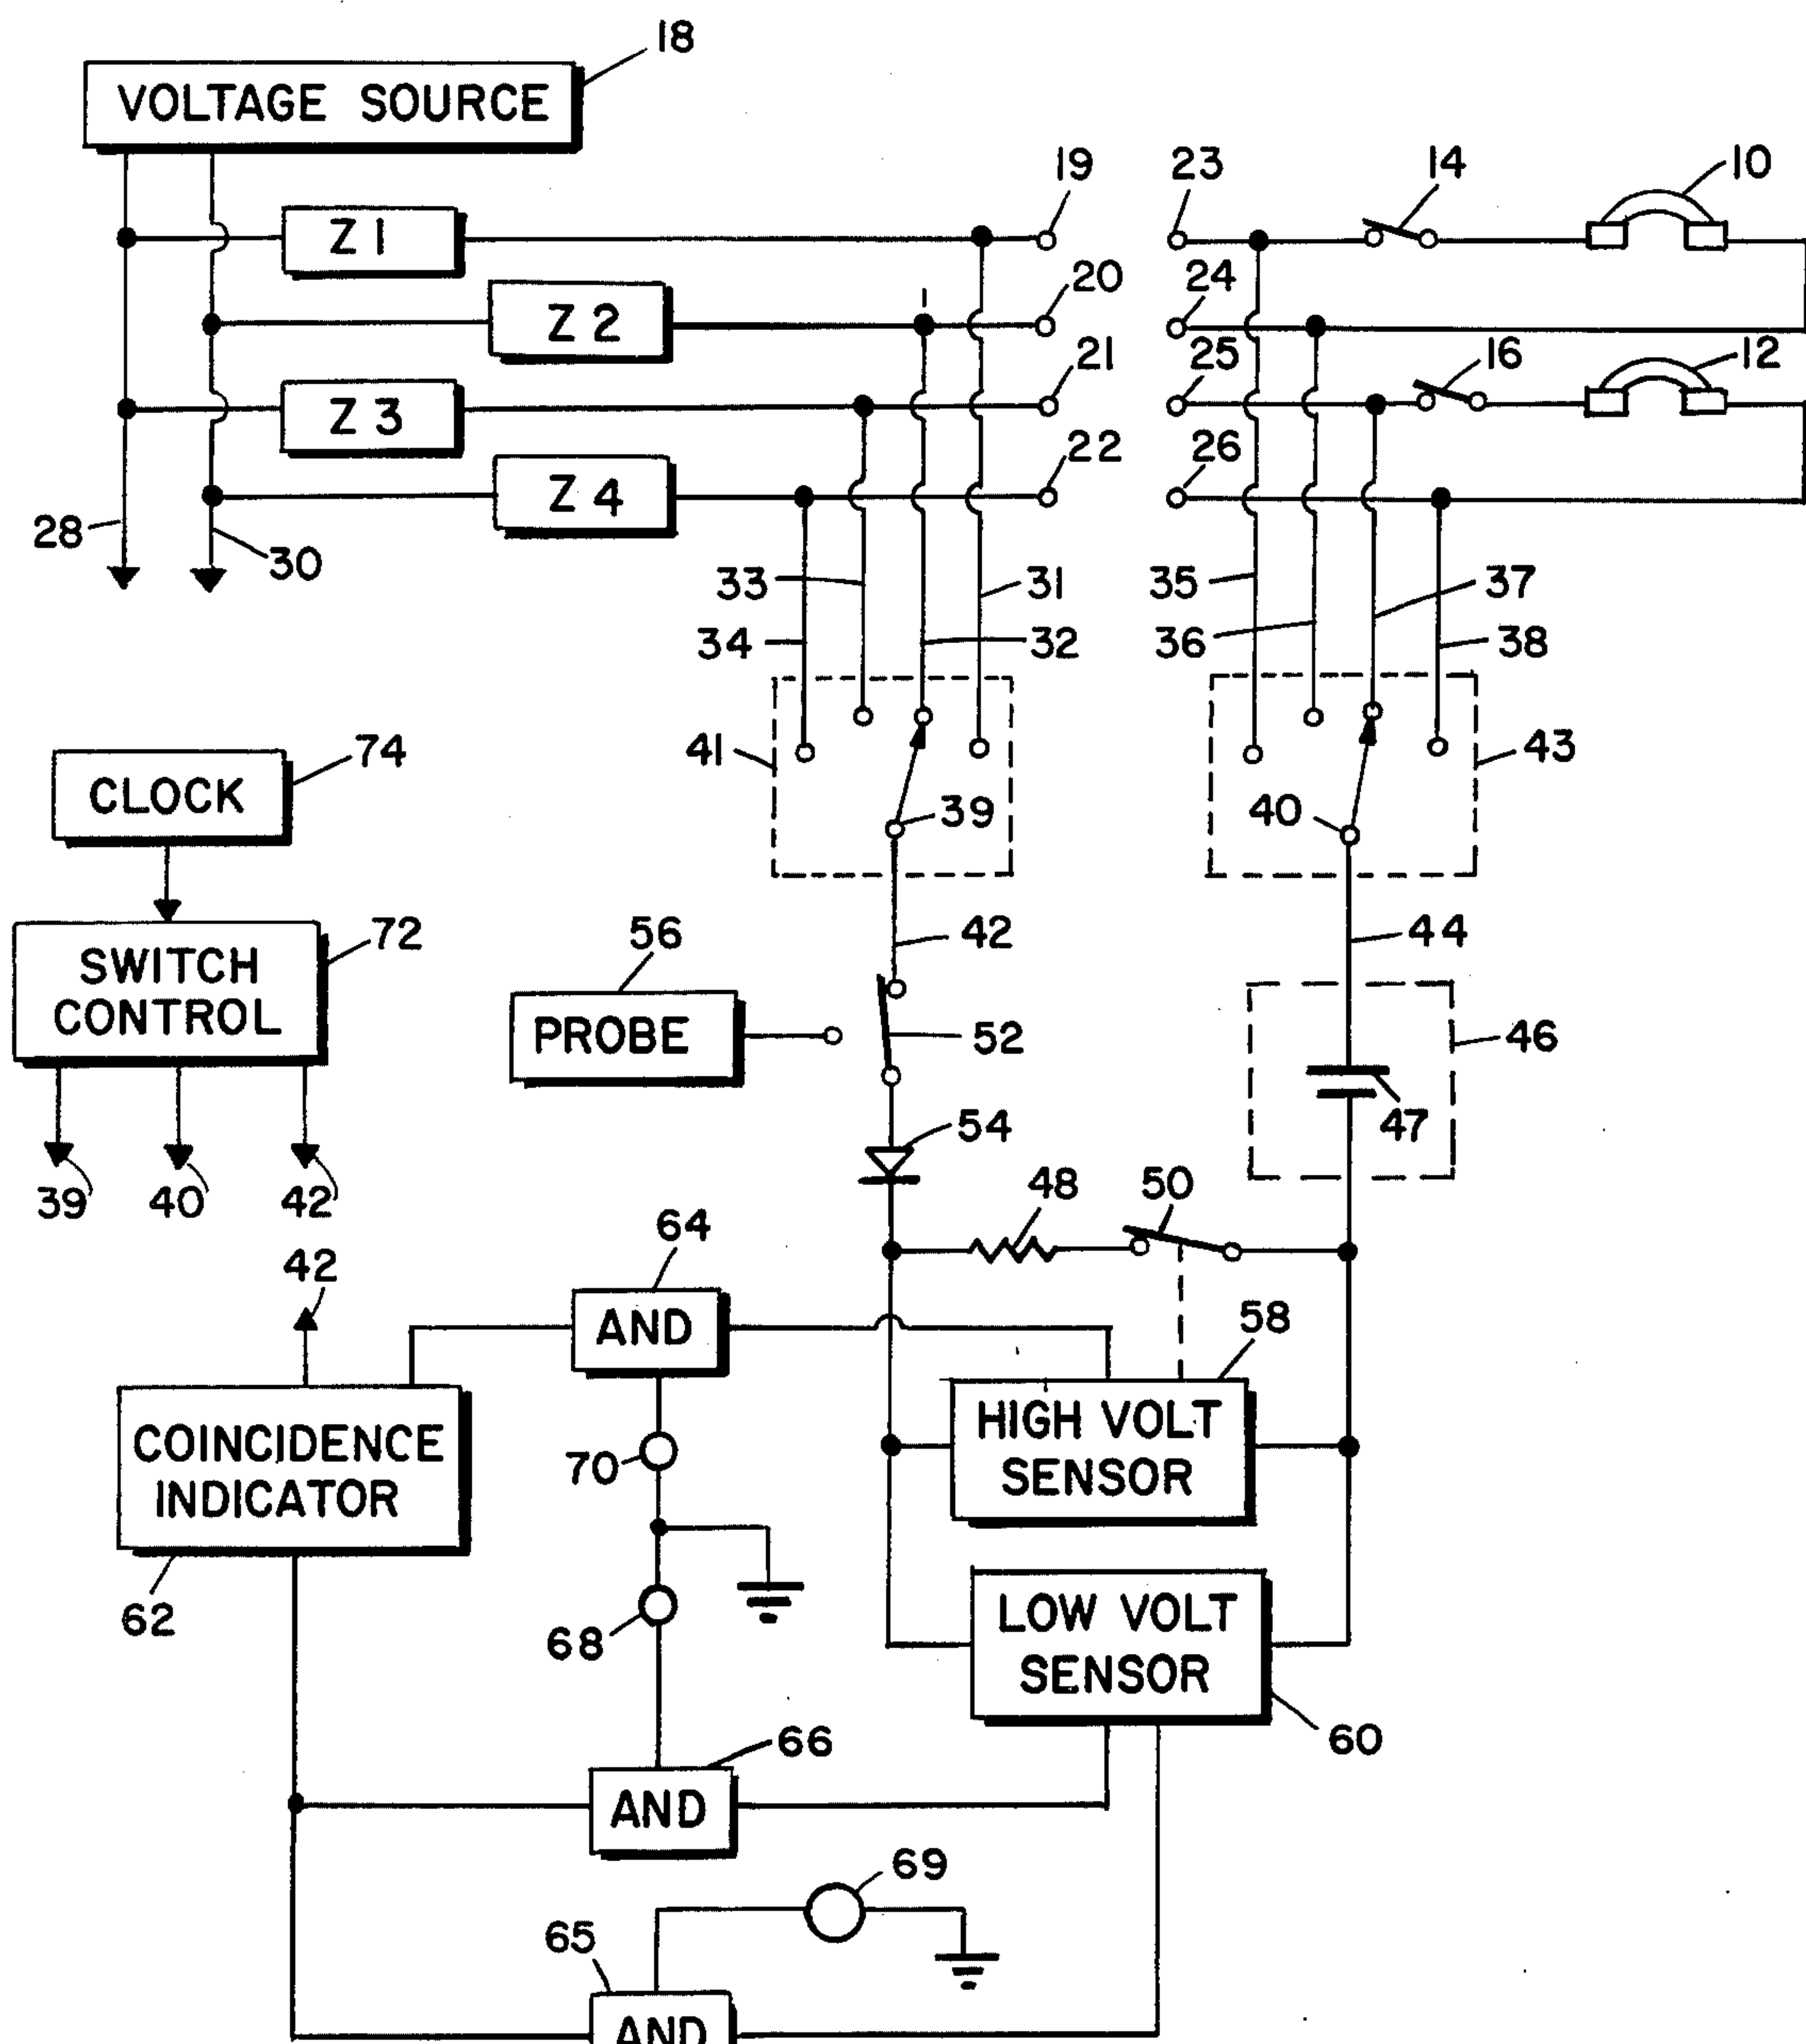 18
VOLTAGE SOURCE
19
23
14
10
Z 1
20
24
Z 2
21
25
16
12
Z 3
22
26
Z 4
28
30
33
31
35
37
34
32
36
38
41
43
74
CLOCK
39
40
72
56
42
44
SWITCH
CONTROL
PROBE
52
46
47
54
39
40
42
64
48
50
42
AND
58
COINCIDENCE
INDICATOR
HIGH VOLT
SENSOR
70
62
68
LOW VOLT
SENSOR
66
60
AND
69
65
AND